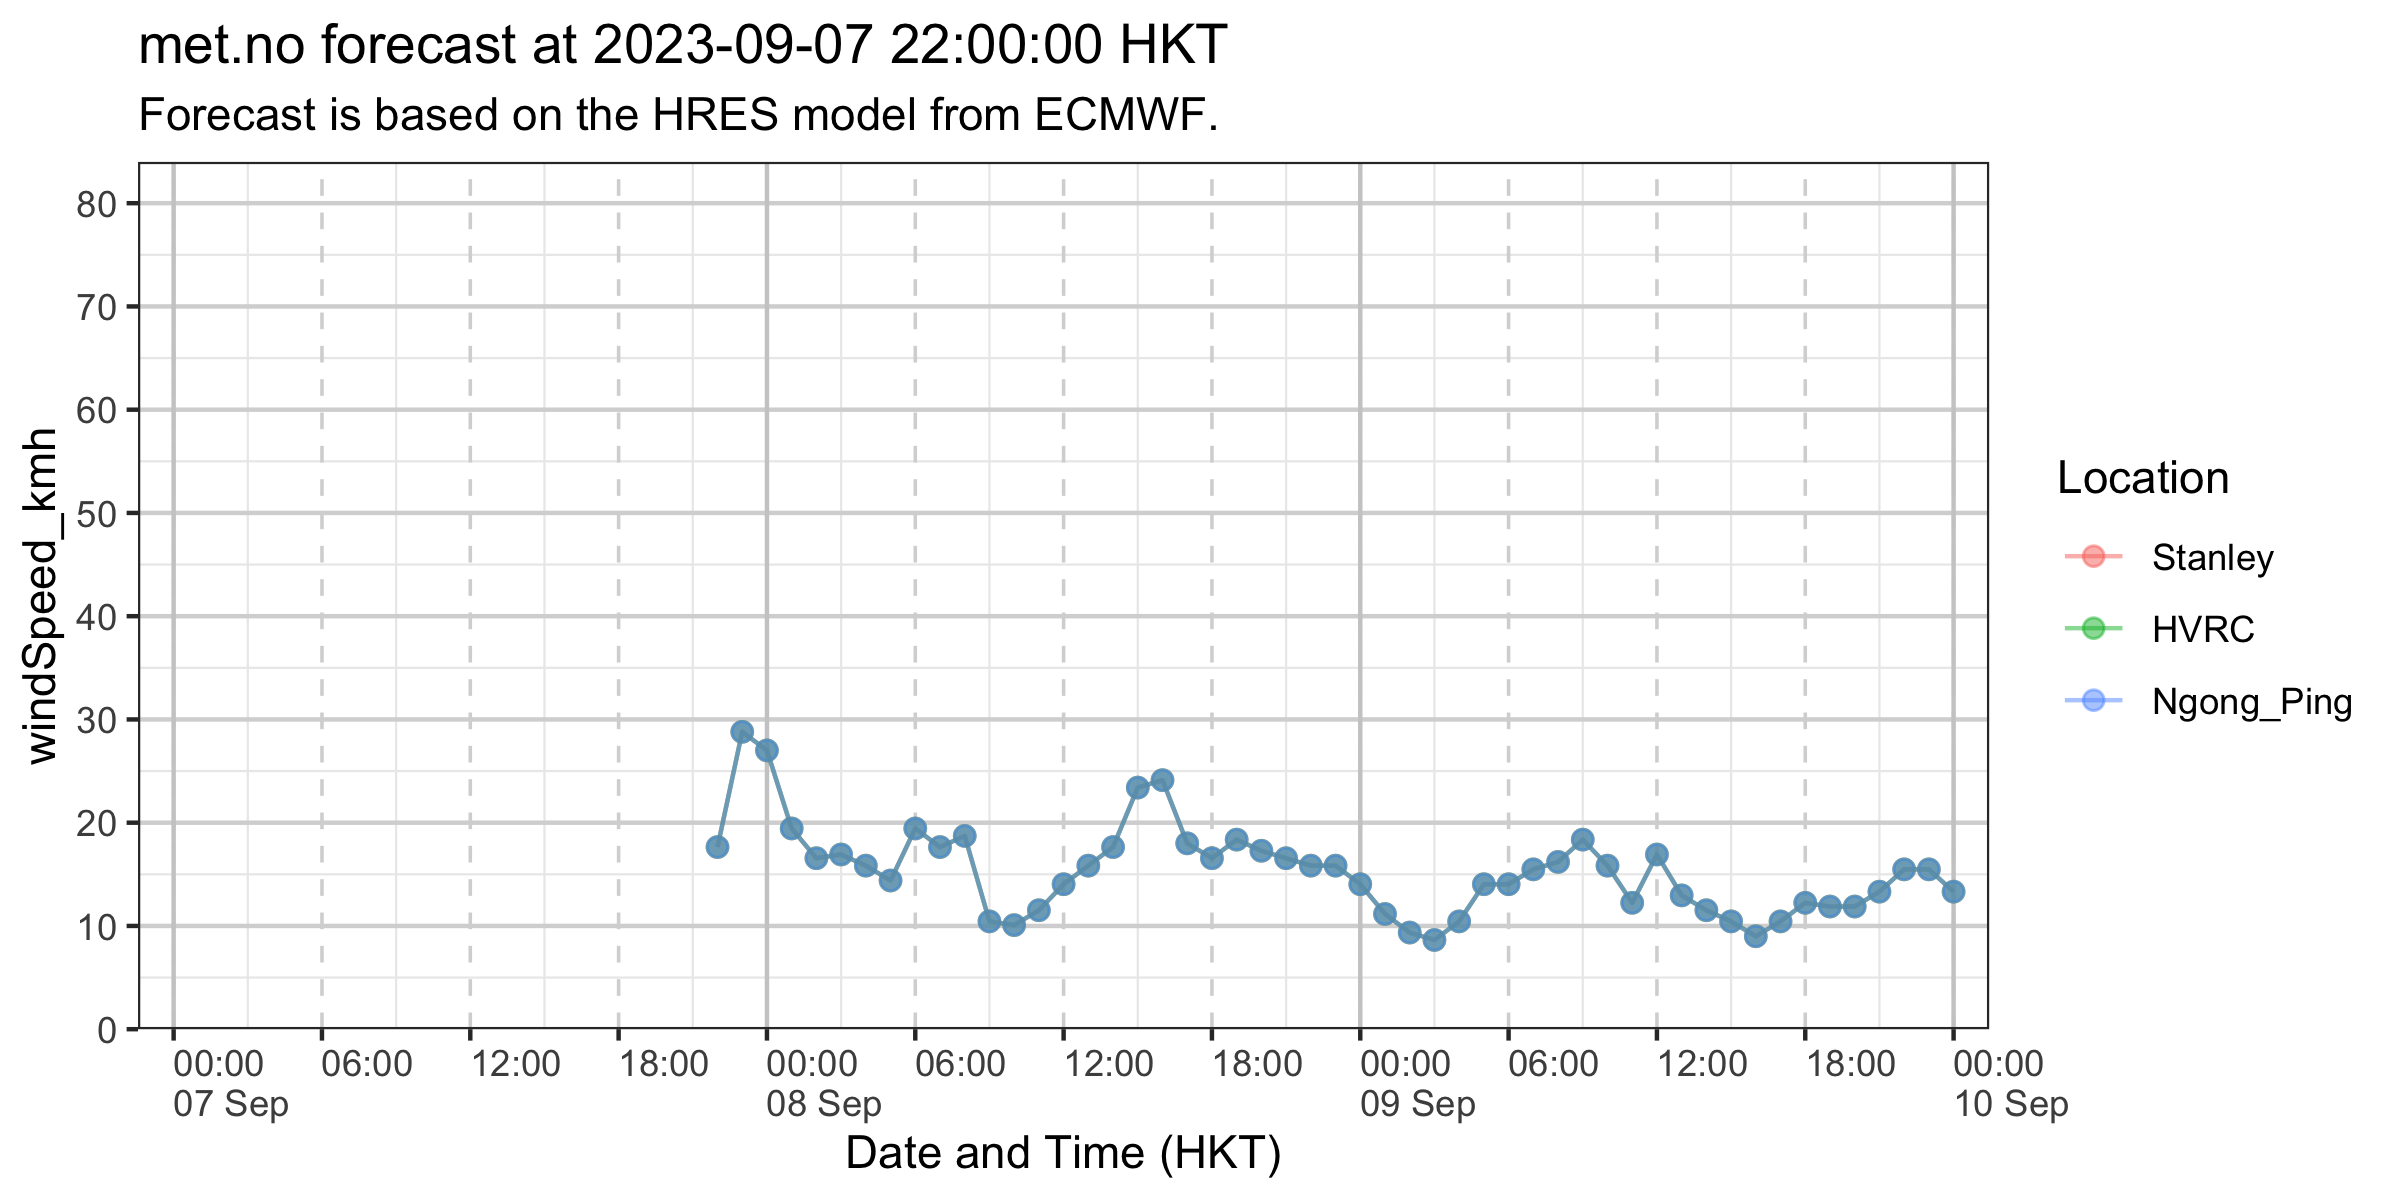 met.no forecast at 2023-09-07 22:00:00 HKT
Forecast is based on the HRES model from ECMWF.
windSpeed_kmh
80
70
60
50
40
30
20
10
0
00:00 06:00 12:00 18:00 00:00 06:00 12:00 18:00 00:00 06:00 12:00 18:00 00:00
07 Sep 08 Sep 09 Sep 10 Sep
Date and Time (HKT)
Location
Stanley
HVRC
Ngong_Ping